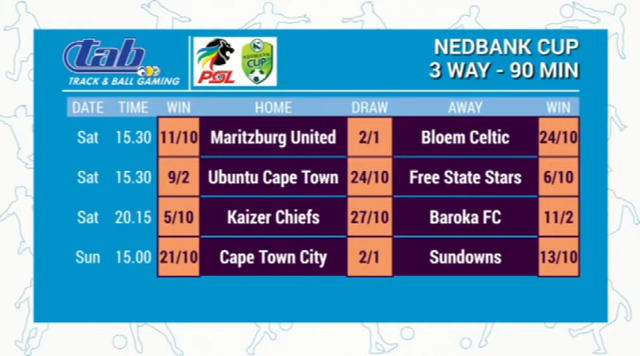 tab
TRACK & BALL GAMING
PSL
NEDBANK
CUP
NEDBANK CUP
3 WAY - 90 MIN
DATE TIME WIN HOME DRAW AWAY WIN
Sat 15.30 11/10 Maritzburg United 2/1 Bloem Celtic 24/10
Sat 15.30 9/2 Ubuntu Cape Town 24/10 Free State Stars 6/10
Sat 20.15 5/10 Kaizer Chiefs 27/10 Baroka FC 11/2
Sun 15.00 21/10 Cape Town City 2/1 Sundowns 13/10